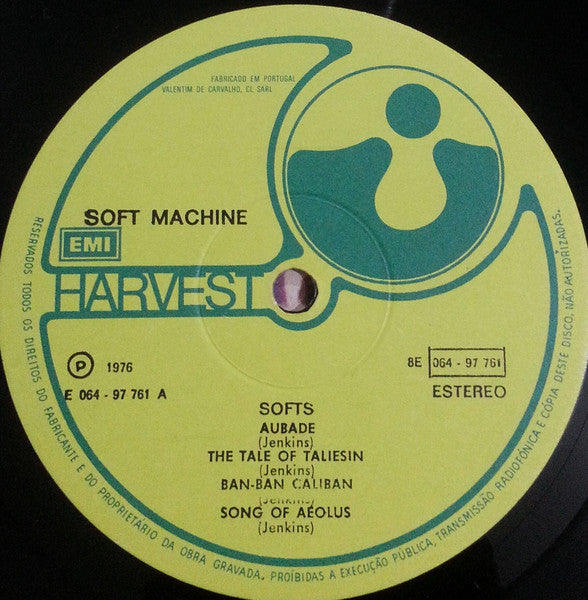 FABRICADO EM PORTUGAL
VALENTIM DE CARVALHO, CI, SARL
SOFT MACHINE
EMI
HARVEST
P 1976
E 064 - 97 761 A
8E 064 - 97 761
ESTEREO
SOFTS
AUBADE
(Jenkins)
THE TALE OF TALIESIN
(Jenkins)
BAN-BAN CALIBAN
(Jenkins)
SONG OF AEOLUS
(Jenkins)
RESERVADOS TODOS OS DIREITOS DO FABRICANTE E DO PROPRIETÁRIO DA OBRA GRAVADA. PROIBIDAS A EXECUÇÃO PÚBLICA, TRANSMISSÃO RADIOFÓNICA E CÓPIA DESTE DISCO, NÃO AUTORIZADAS.